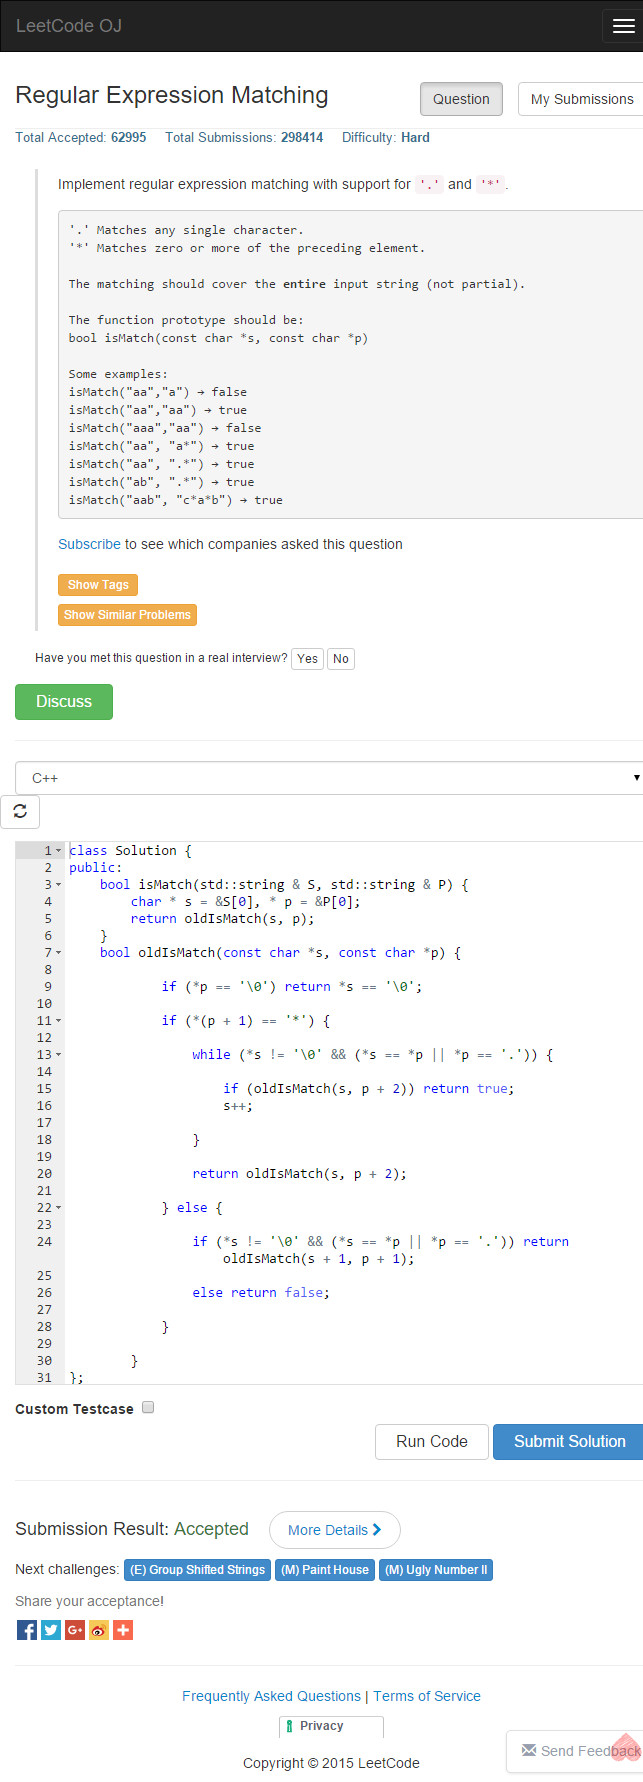 LeetCode OJ
Regular Expression Matching
Question
My Submissions
Total Accepted: 62995 Total Submissions: 298414 Difficulty: Hard
Implement regular expression matching with support for '.' and '*'.
'.' Matches any single character.
'*' Matches zero or more of the preceding element.
The matching should cover the entire input string (not partial).
The function prototype should be:
bool isMatch(const char *s, const char *p)
Some examples:
isMatch("aa","a") → false
isMatch("aa","aa") → true
isMatch("aaa","aa") → false
isMatch("aa", "a*") → true
isMatch("aa", ".*") → true
isMatch("ab", ".*") → true
isMatch("aab", "c*a*b") → true
Subscribe to see which companies asked this question
Show Tags
Show Similar Problems
Have you met this question in a real interview? Yes No
Discuss
C++
1 class Solution {
2 public:
3 bool isMatch(std::string & S, std::string & P) {
4 char * s = &S[0], * p = &P[0];
5 return oldIsMatch(s, p);
6 }
7 bool oldIsMatch(const char *s, const char *p) {
8
9 if (*p == '\0') return *s == '\0';
10
11 if (*(p + 1) == '*') {
12
13 while (*s != '\0' && (*s == *p || *p == '.')) {
14
15 if (oldIsMatch(s, p + 2)) return true;
16 s++;
17
18 }
19
20 return oldIsMatch(s, p + 2);
21
22 } else {
23
24 if (*s != '\0' && (*s == *p || *p == '.')) return
oldIsMatch(s + 1, p + 1);
25
26 else return false;
27
28 }
29
30 }
31 };
Custom Testcase
Run Code
Submit Solution
Submission Result: Accepted
More Details
Next challenges: (E) Group Shifted Strings (M) Paint House (M) Ugly Number II
Share your acceptance!
Frequently Asked Questions | Terms of Service
Privacy
Send Feedback
Copyright © 2015 LeetCode